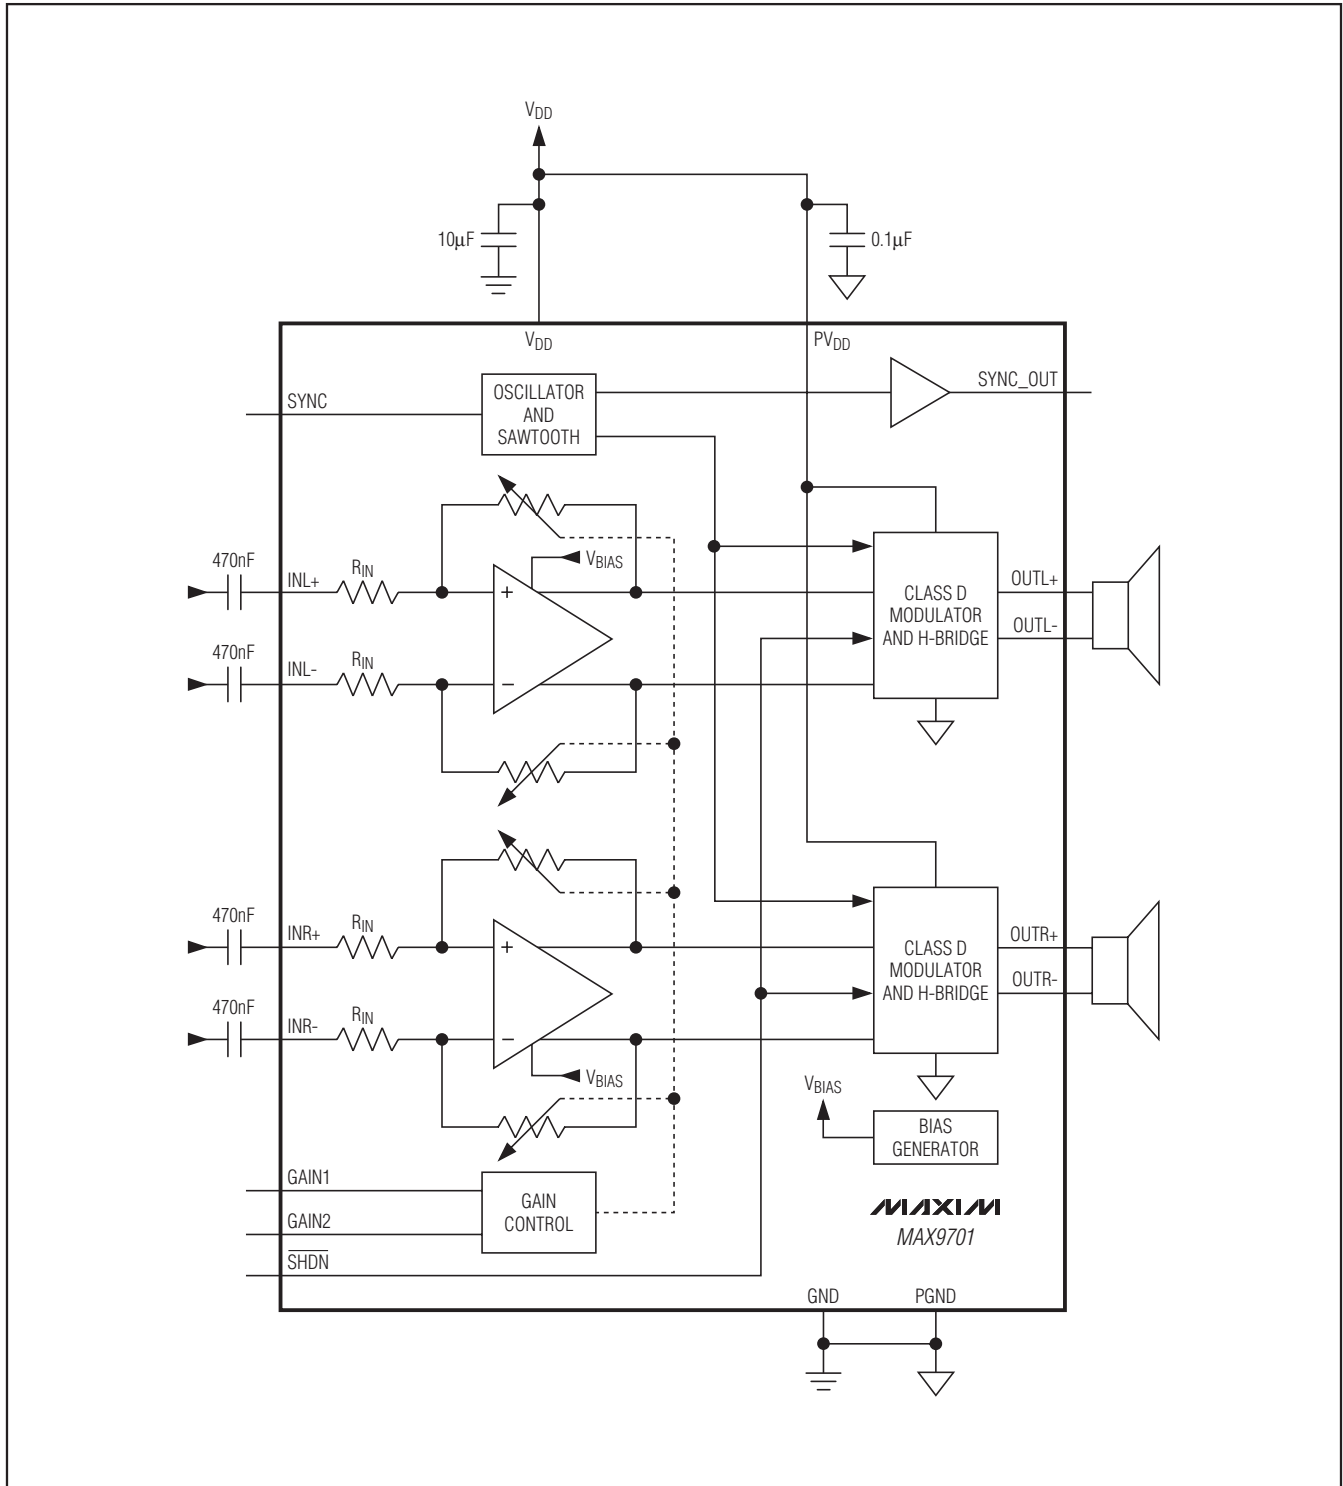 VDD
10µF
0.1µF
VDD
PVDD
SYNC
OSCILLATOR
AND
SAWTOOTH
SYNC_OUT
470nF
INL+
RIN
VBIAS
+
CLASS D
MODULATOR
AND H-BRIDGE
OUTL+
OUTL-
470nF
INL-
RIN
−
470nF
INR+
RIN
+
CLASS D
MODULATOR
AND H-BRIDGE
OUTR+
OUTR-
470nF
INR-
RIN
−
VBIAS
VBIAS
BIAS
GENERATOR
GAIN1
GAIN2
GAIN
CONTROL
SHDN
MAXIM
MAX9701
GND
PGND